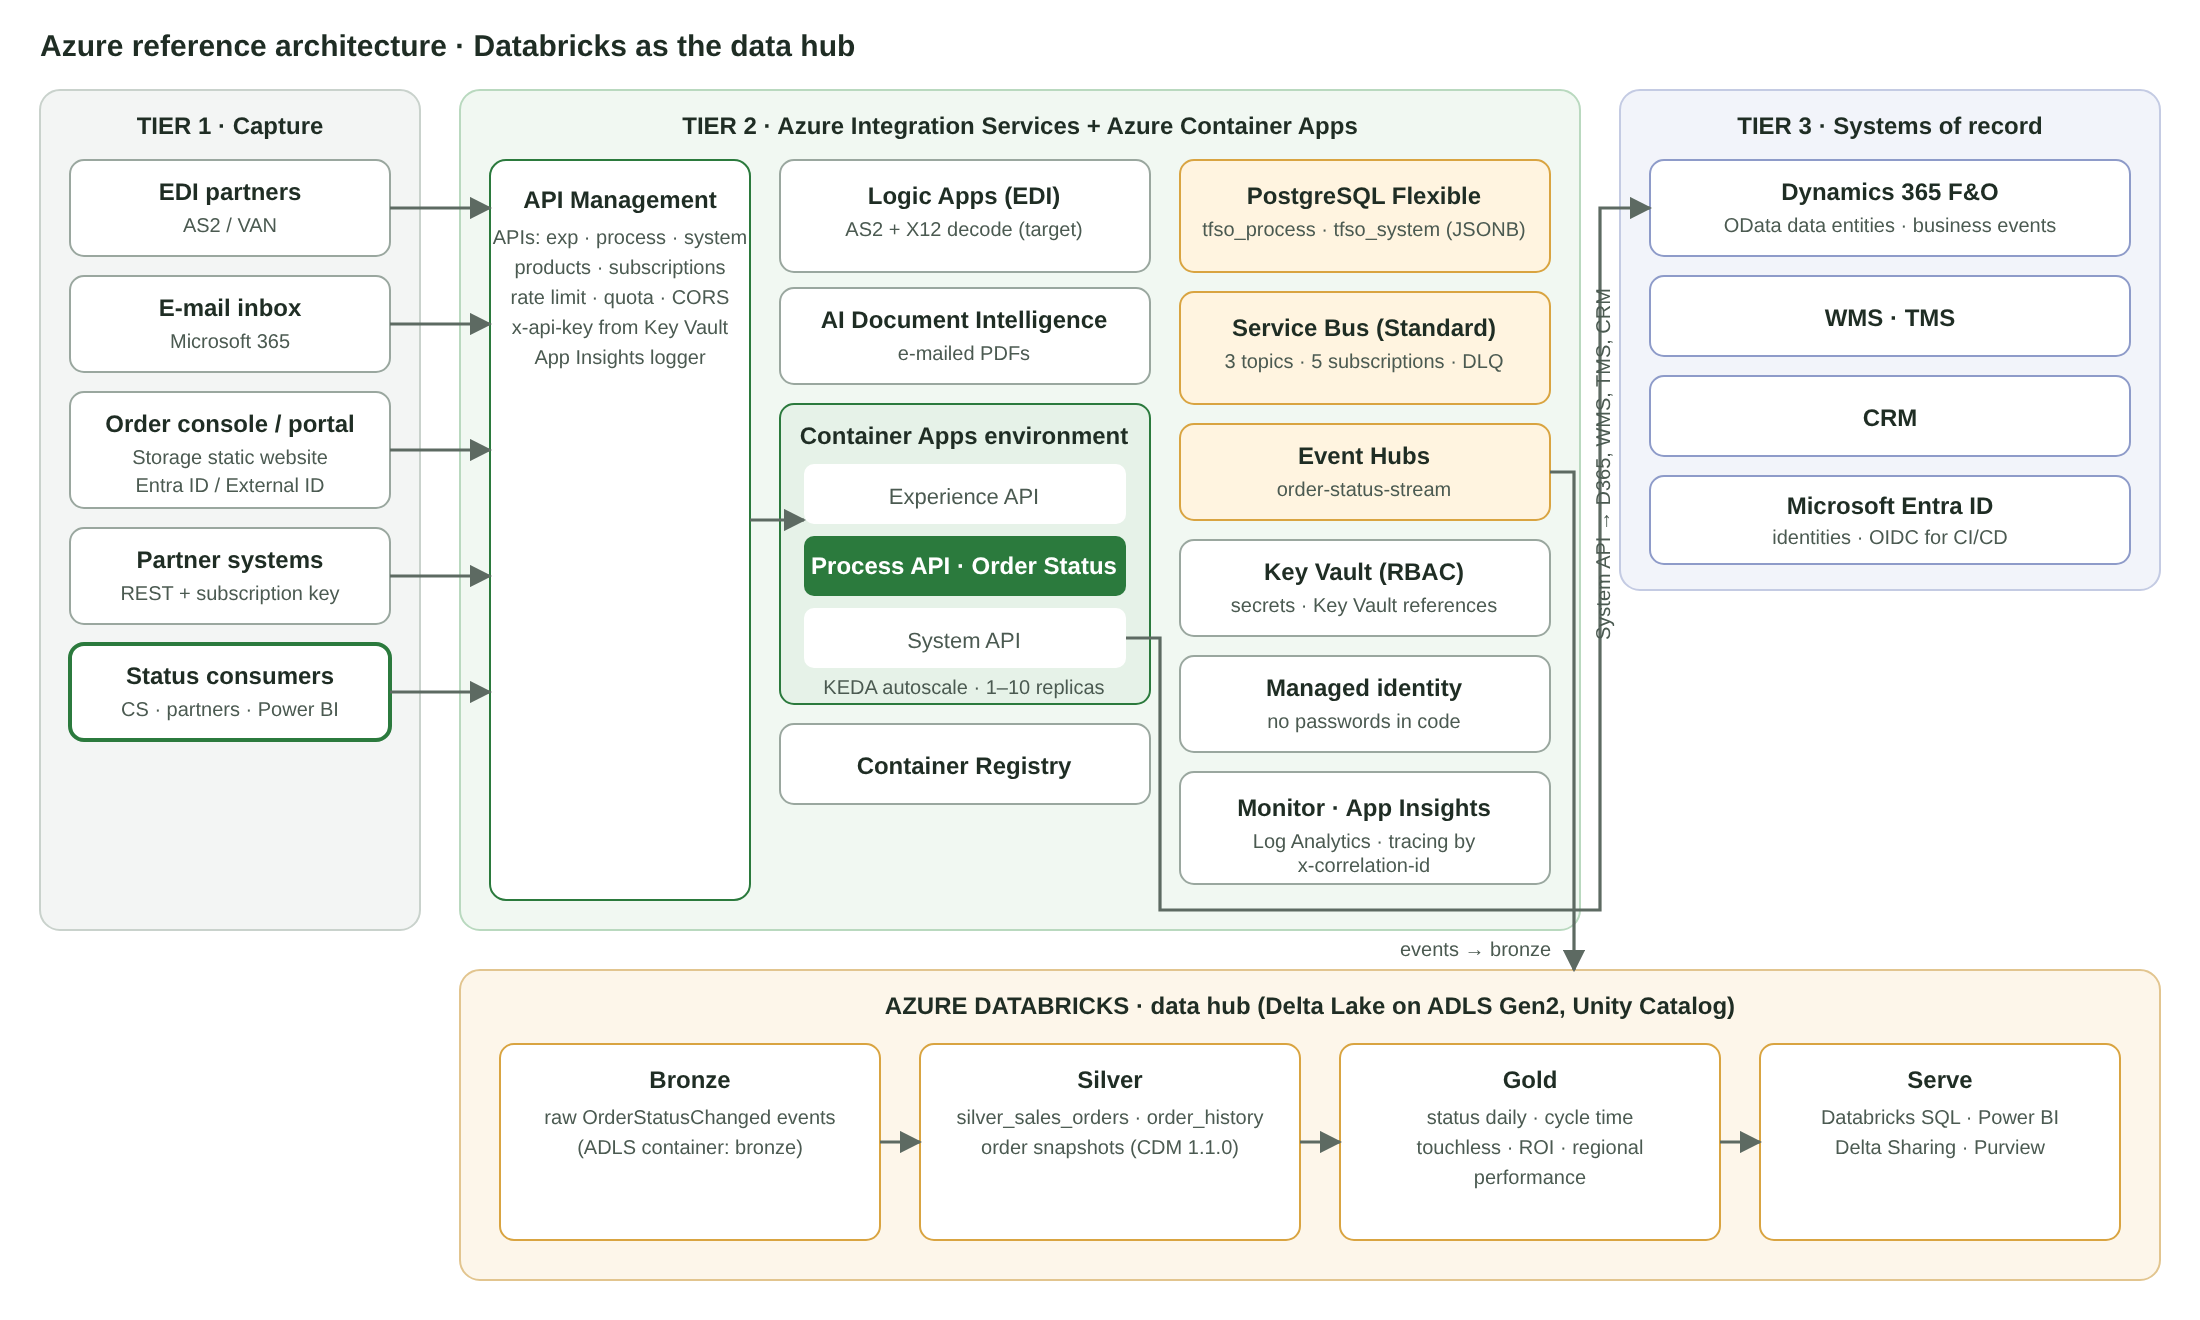 Azure reference architecture · Databricks as the data hub
TIER 1 · Capture
EDI partners
AS2 / VAN
E-mail inbox
Microsoft 365
Order console / portal
Storage static website
Entra ID / External ID
Partner systems
REST + subscription key
Status consumers
CS · partners · Power BI
TIER 2 · Azure Integration Services + Azure Container Apps
API Management
APIs: exp · process · system
products · subscriptions
rate limit · quota · CORS
x-api-key from Key Vault
App Insights logger
Logic Apps (EDI)
AS2 + X12 decode (target)
AI Document Intelligence
e-mailed PDFs
Container Apps environment
Experience API
Process API · Order Status
System API
KEDA autoscale · 1–10 replicas
Container Registry
PostgreSQL Flexible
tfso_process · tfso_system (JSONB)
Service Bus (Standard)
3 topics · 5 subscriptions · DLQ
Event Hubs
order-status-stream
Key Vault (RBAC)
secrets · Key Vault references
Managed identity
no passwords in code
Monitor · App Insights
Log Analytics · tracing by
x-correlation-id
System API → D365, WMS, TMS, CRM
TIER 3 · Systems of record
Dynamics 365 F&O
OData data entities · business events
WMS · TMS
CRM
Microsoft Entra ID
identities · OIDC for CI/CD
events → bronze
AZURE DATABRICKS · data hub (Delta Lake on ADLS Gen2, Unity Catalog)
Bronze
raw OrderStatusChanged events
(ADLS container: bronze)
Silver
silver_sales_orders · order_history
order snapshots (CDM 1.1.0)
Gold
status daily · cycle time
touchless · ROI · regional
performance
Serve
Databricks SQL · Power BI
Delta Sharing · Purview